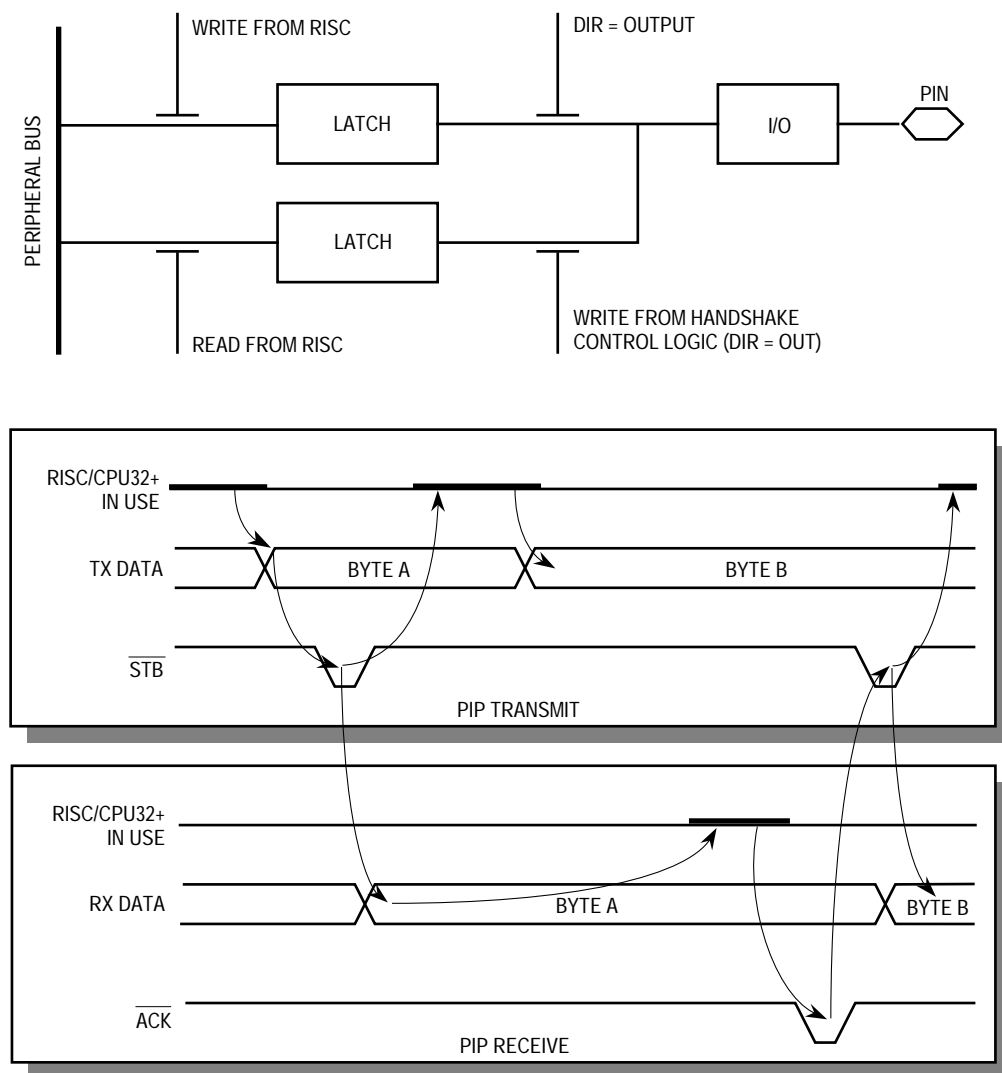 WRITE FROM RISC
DIR = OUTPUT
PERIPHERAL BUS
LATCH
I/O
PIN
LATCH
READ FROM RISC
WRITE FROM HANDSHAKE
CONTROL LOGIC (DIR = OUT)
RISC/CPU32+
IN USE
TX DATA
BYTE A
BYTE B
STB
PIP TRANSMIT
RISC/CPU32+
IN USE
RX DATA
BYTE A
BYTE B
ACK
PIP RECEIVE